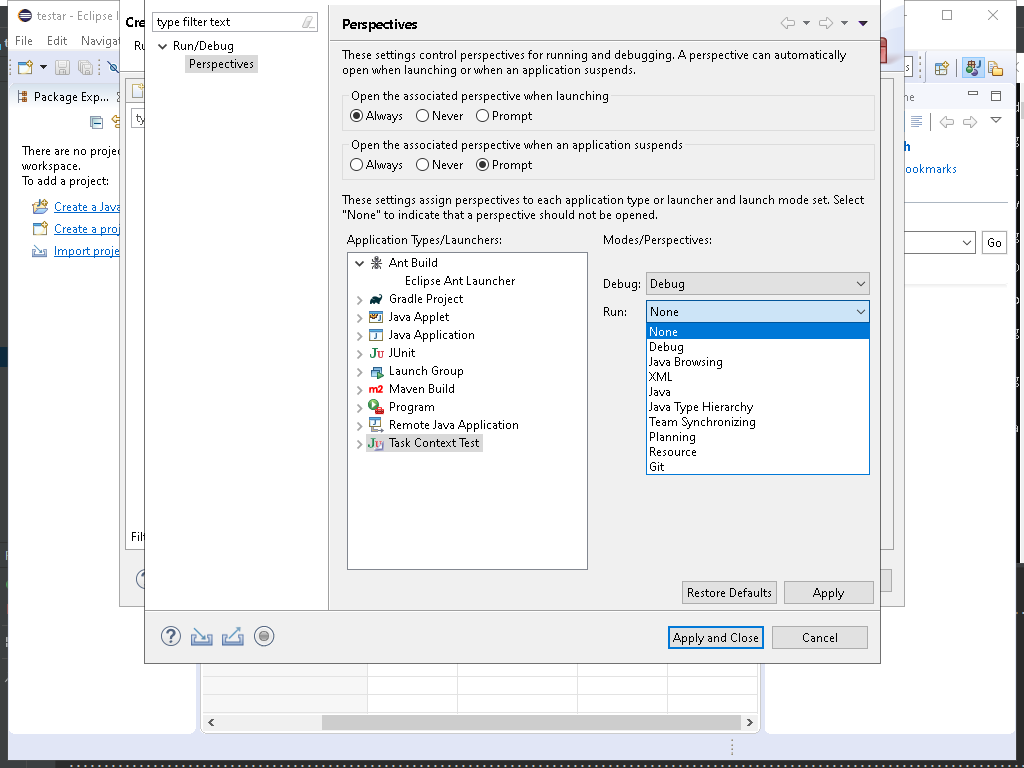 testar - Eclipse I
File
Edit
Navigat
Package Exp...
There are no proje
workspace.
To add a project:
Create a Java
Create a proj
Import proje
Cre
Ru
ty
Filt
type filter text
Run/Debug
Perspectives
Perspectives
These settings control perspectives for running and debugging. A perspective can automatically
open when launching or when an application suspends.
Open the associated perspective when launching
Always
Never
Prompt
Open the associated perspective when an application suspends
Always
Never
Prompt
These settings assign perspectives to each application type or launcher and launch mode set. Select
"None" to indicate that a perspective should not be opened.
Application Types/Launchers:
Ant Build
Eclipse Ant Launcher
Gradle Project
Java Applet
Java Application
JUnit
Launch Group
m2 Maven Build
Program
Remote Java Application
Task Context Test
Modes/Perspectives:
Debug: Debug
Run: None
None
Debug
Java Browsing
XML
Java
Java Type Hierarchy
Team Synchronizing
Planning
Resource
Git
Restore Defaults
Apply
Apply and Close
Cancel
ne
h
ookmarks
Go